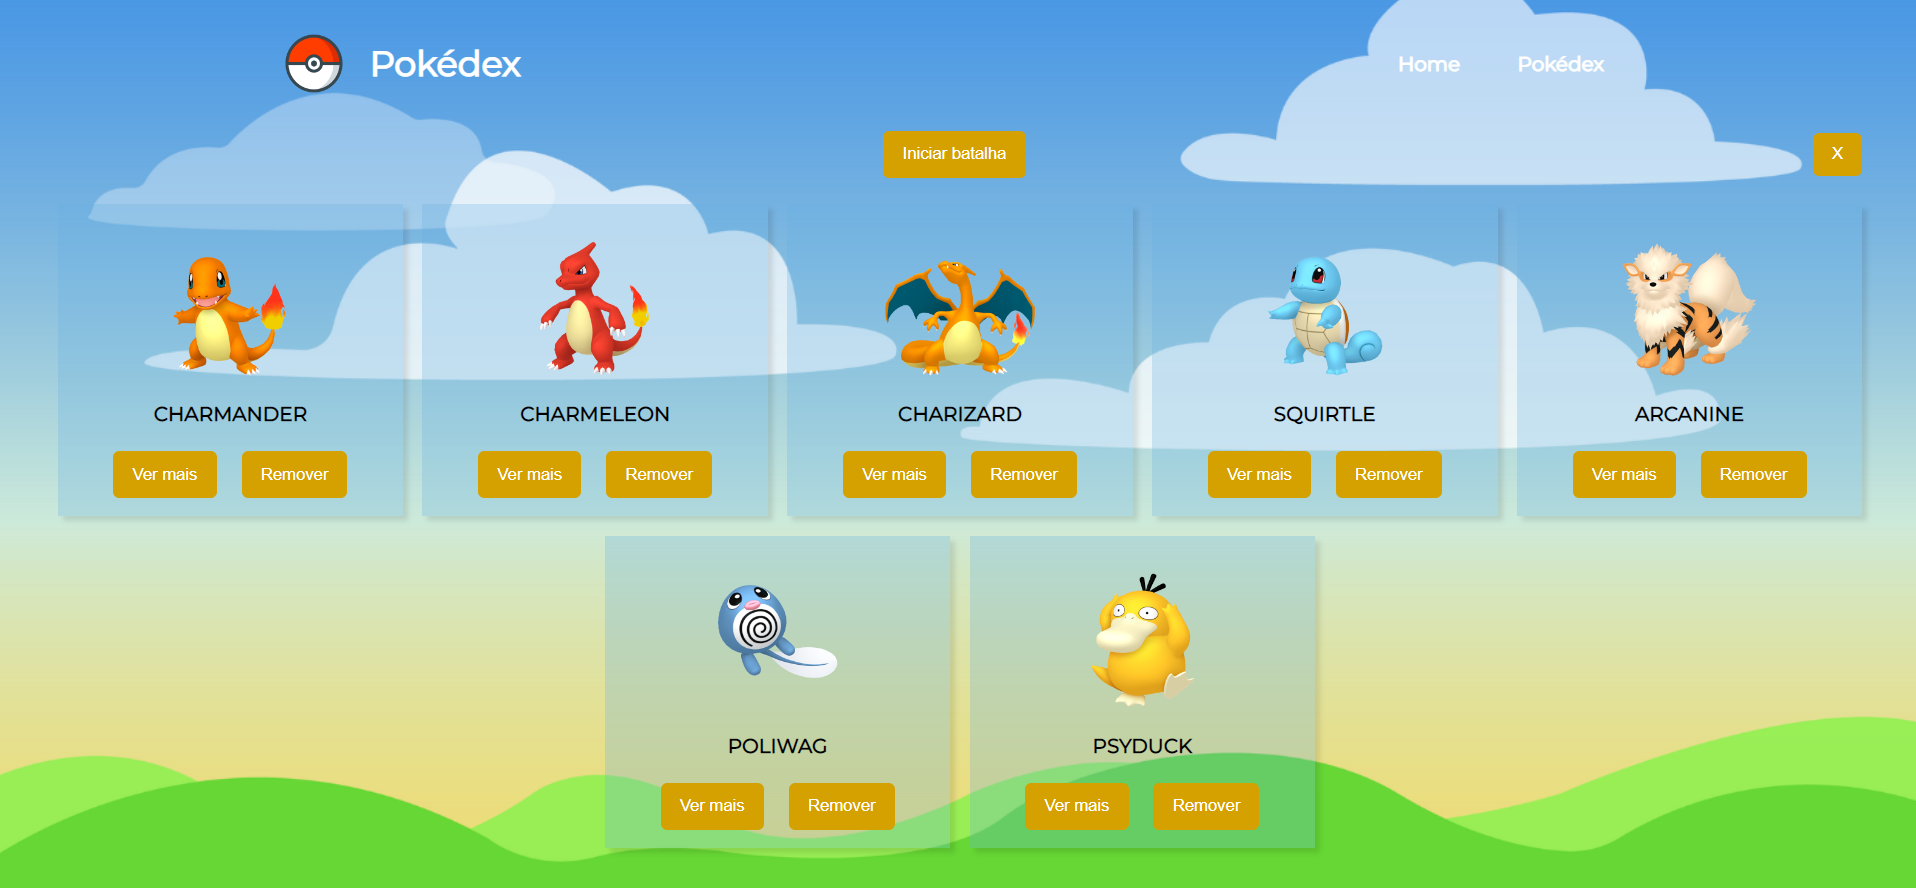 Pokédex
Home Pokédex
Iniciar batalha
X
CHARMANDER
Ver mais Remover
CHARMELEON
Ver mais Remover
CHARIZARD
Ver mais Remover
SQUIRTLE
Ver mais Remover
ARCANINE
Ver mais Remover
POLIWAG
Ver mais Remover
PSYDUCK
Ver mais Remover